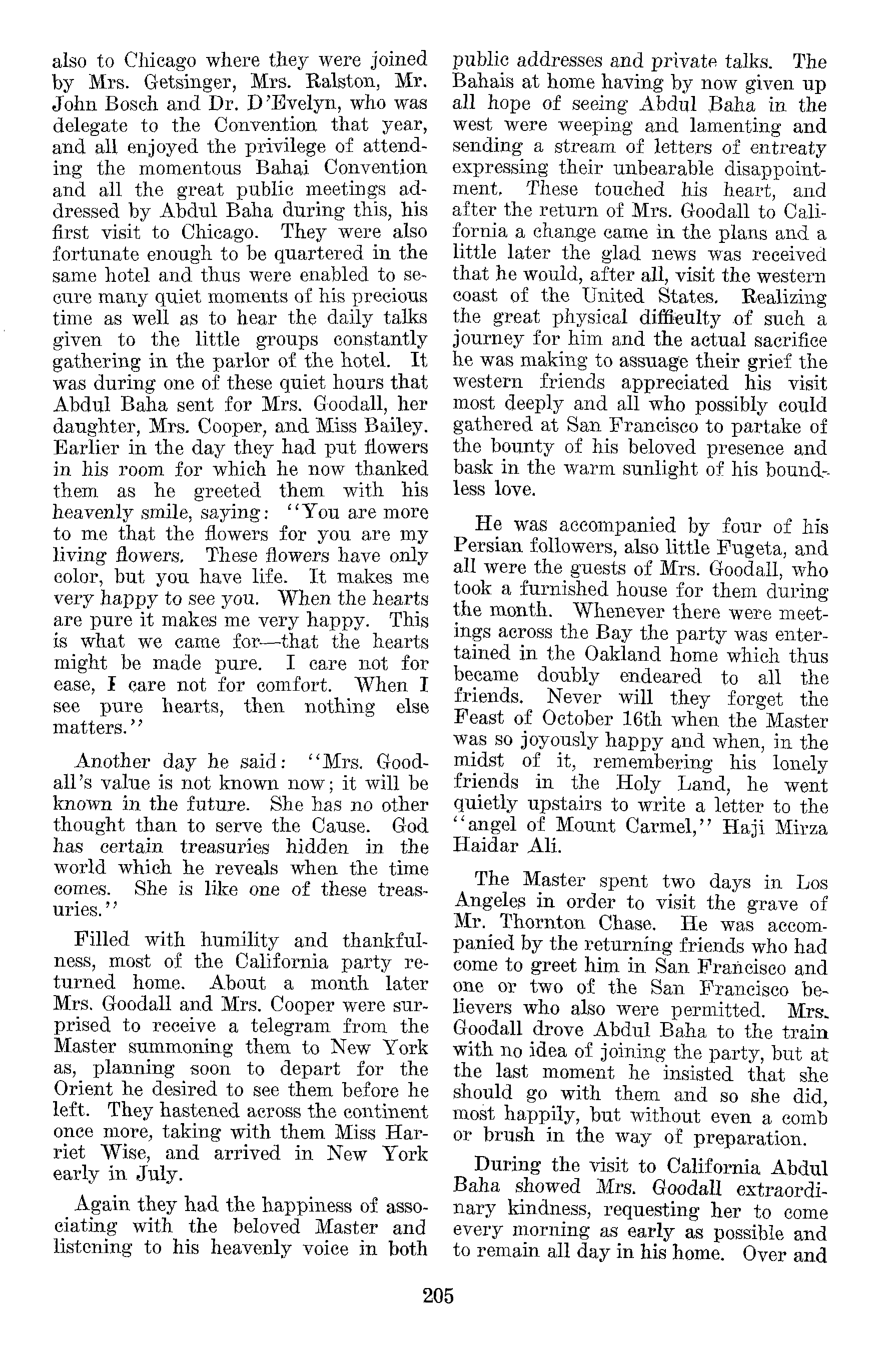 also to Chicago where they were joined
by Mrs. Getsinger, Mrs. Ralston, Mr.
John Bosch and Dr. D'Evelyn, who was
delegate to the Convention that year,
and all enjoyed the privilege of attend-
ing the momentous Bahai Convention
and all the great public meetings ad-
dressed by Abdul Baha during this, his
first visit to Chicago. They were also
fortunate enough to be quartered in the
same hotel and thus were enabled to se-
cure many quiet moments of his precious
time as well as to hear the daily talks
given to the little groups constantly
gathering in the parlor of the hotel. It
was during one of these quiet hours that
Abdul Baha sent for Mrs. Goodall, her
daughter, Mrs. Cooper, and Miss Bailey.
Earlier in the day they had put flowers
in his room for which he now thanked
them as he greeted them with his
heavenly smile, saying: "You are more
to me that the flowers for you are my
living flowers. These flowers have only
color, but you have life. It makes me
very happy to see you. When the hearts
are pure it makes me very happy. This
is what we came for—that the hearts
might be made pure. I care not for
ease, I care not for comfort. When I
see pure hearts, then nothing else
matters."
Another day he said: "Mrs. Good-
all's value is not known now; it will be
known in the future. She has no other
thought than to serve the Cause. God
has certain treasuries hidden in the
world which he reveals when the time
comes. She is like one of these treas-
uries."
Filled with humility and thankful-
ness, most of the California party re-
turned home. About a month later
Mrs. Goodall and Mrs. Cooper were sur-
prised to receive a telegram from the
Master summoning them to New York
as, planning soon to depart for the
Orient he desired to see them before he
left. They hastened across the continent
once more, taking with them Miss Har-
riet Wise, and arrived in New York
early in July.
Again they had the happiness of asso-
ciating with the beloved Master and
listening to his heavenly voice in both
public addresses and private talks. The
Bahais at home having by now given up
all hope of seeing Abdul Baha in the
west were weeping and lamenting and
sending a stream of letters of entreaty
expressing their unbearable disappoint-
ment. These touched his heart, and
after the return of Mrs. Goodall to Cali-
fornia a change came in the plans and a
little later the glad news was received
that he would, after all, visit the western
coast of the United States. Realizing
the great physical difficulty of such a
journey for him and the actual sacrifice
he was making to assuage their grief the
western friends appreciated his visit
most deeply and all who possibly could
gathered at San Francisco to partake of
the bounty of his beloved presence and
bask in the warm sunlight of his bound-
less love.
He was accompanied by four of his
Persian followers, also little Fugeta, and
all were the guests of Mrs. Goodall, who
took a furnished house for them during
the month. Whenever there were meet-
ings across the Bay the party was enter-
tained in the Oakland home which thus
became doubly endeared to all the
friends. Never will they forget the
Feast of October 16th when the Master
was so joyously happy and when, in the
midst of it, remembering his lonely
friends in the Holy Land, he went
quietly upstairs to write a letter to the
"angel of Mount Carmel," Haji Mirza
Haidar Ali.
The Master spent two days in Los
Angeles in order to visit the grave of
Mr. Thornton Chase. He was accom-
panied by the returning friends who had
come to greet him in San Francisco and
one or two of the San Francisco be-
lievers who also were permitted. Mrs.
Goodall drove Abdul Baha to the train
with no idea of joining the party, but at
the last moment he insisted that she
should go with them and so she did,
most happily, but without even a comb
or brush in the way of preparation.
During the visit to California Abdul
Baha showed Mrs. Goodall extraordi-
nary kindness, requesting her to come
every morning as early as possible and
to remain all day in his home. Over and
205